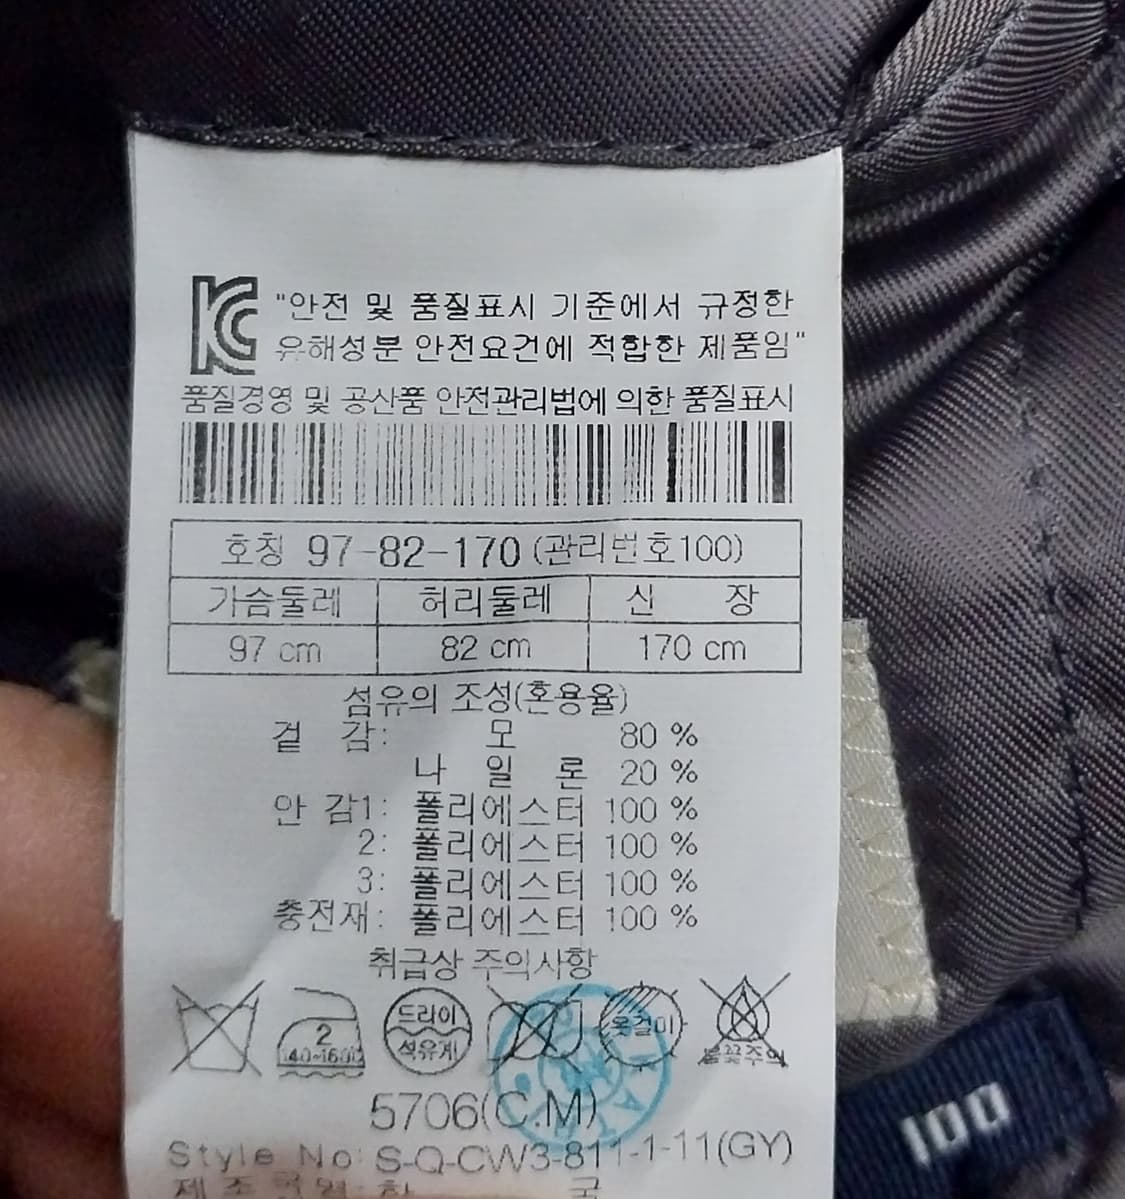 KC "안전 및 품질표시 기준에서 규정한
유해성분 안전요건에 적합한 제품임"
품질경영 및 공산품 안전관리법에 의한 품질표시
호칭 97-82-170 (관리번호100)
가슴둘레 허리둘레 신 장
97 cm 82 cm 170 cm
섬유의 조성(혼용율)
겉 감: 모 80 %
나 일 론 20 %
안 감1: 폴리에스터 100 %
2: 폴리에스터 100 %
3: 폴리에스터 100 %
충전재: 폴리에스터 100 %
취급상 주의사항
2
드라이
석유계
옷걸이
불꽃주의
5706(C.M)
Style No: S-Q-CW3-811-1-11(GY)
100